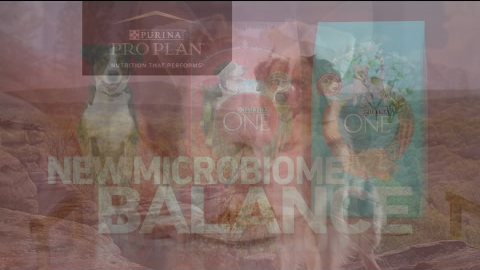 PURINA
PRO PLAN
NUTRITION THAT PERFORMS
ONE
ONE
NEW MICROBIOME
BALANCE